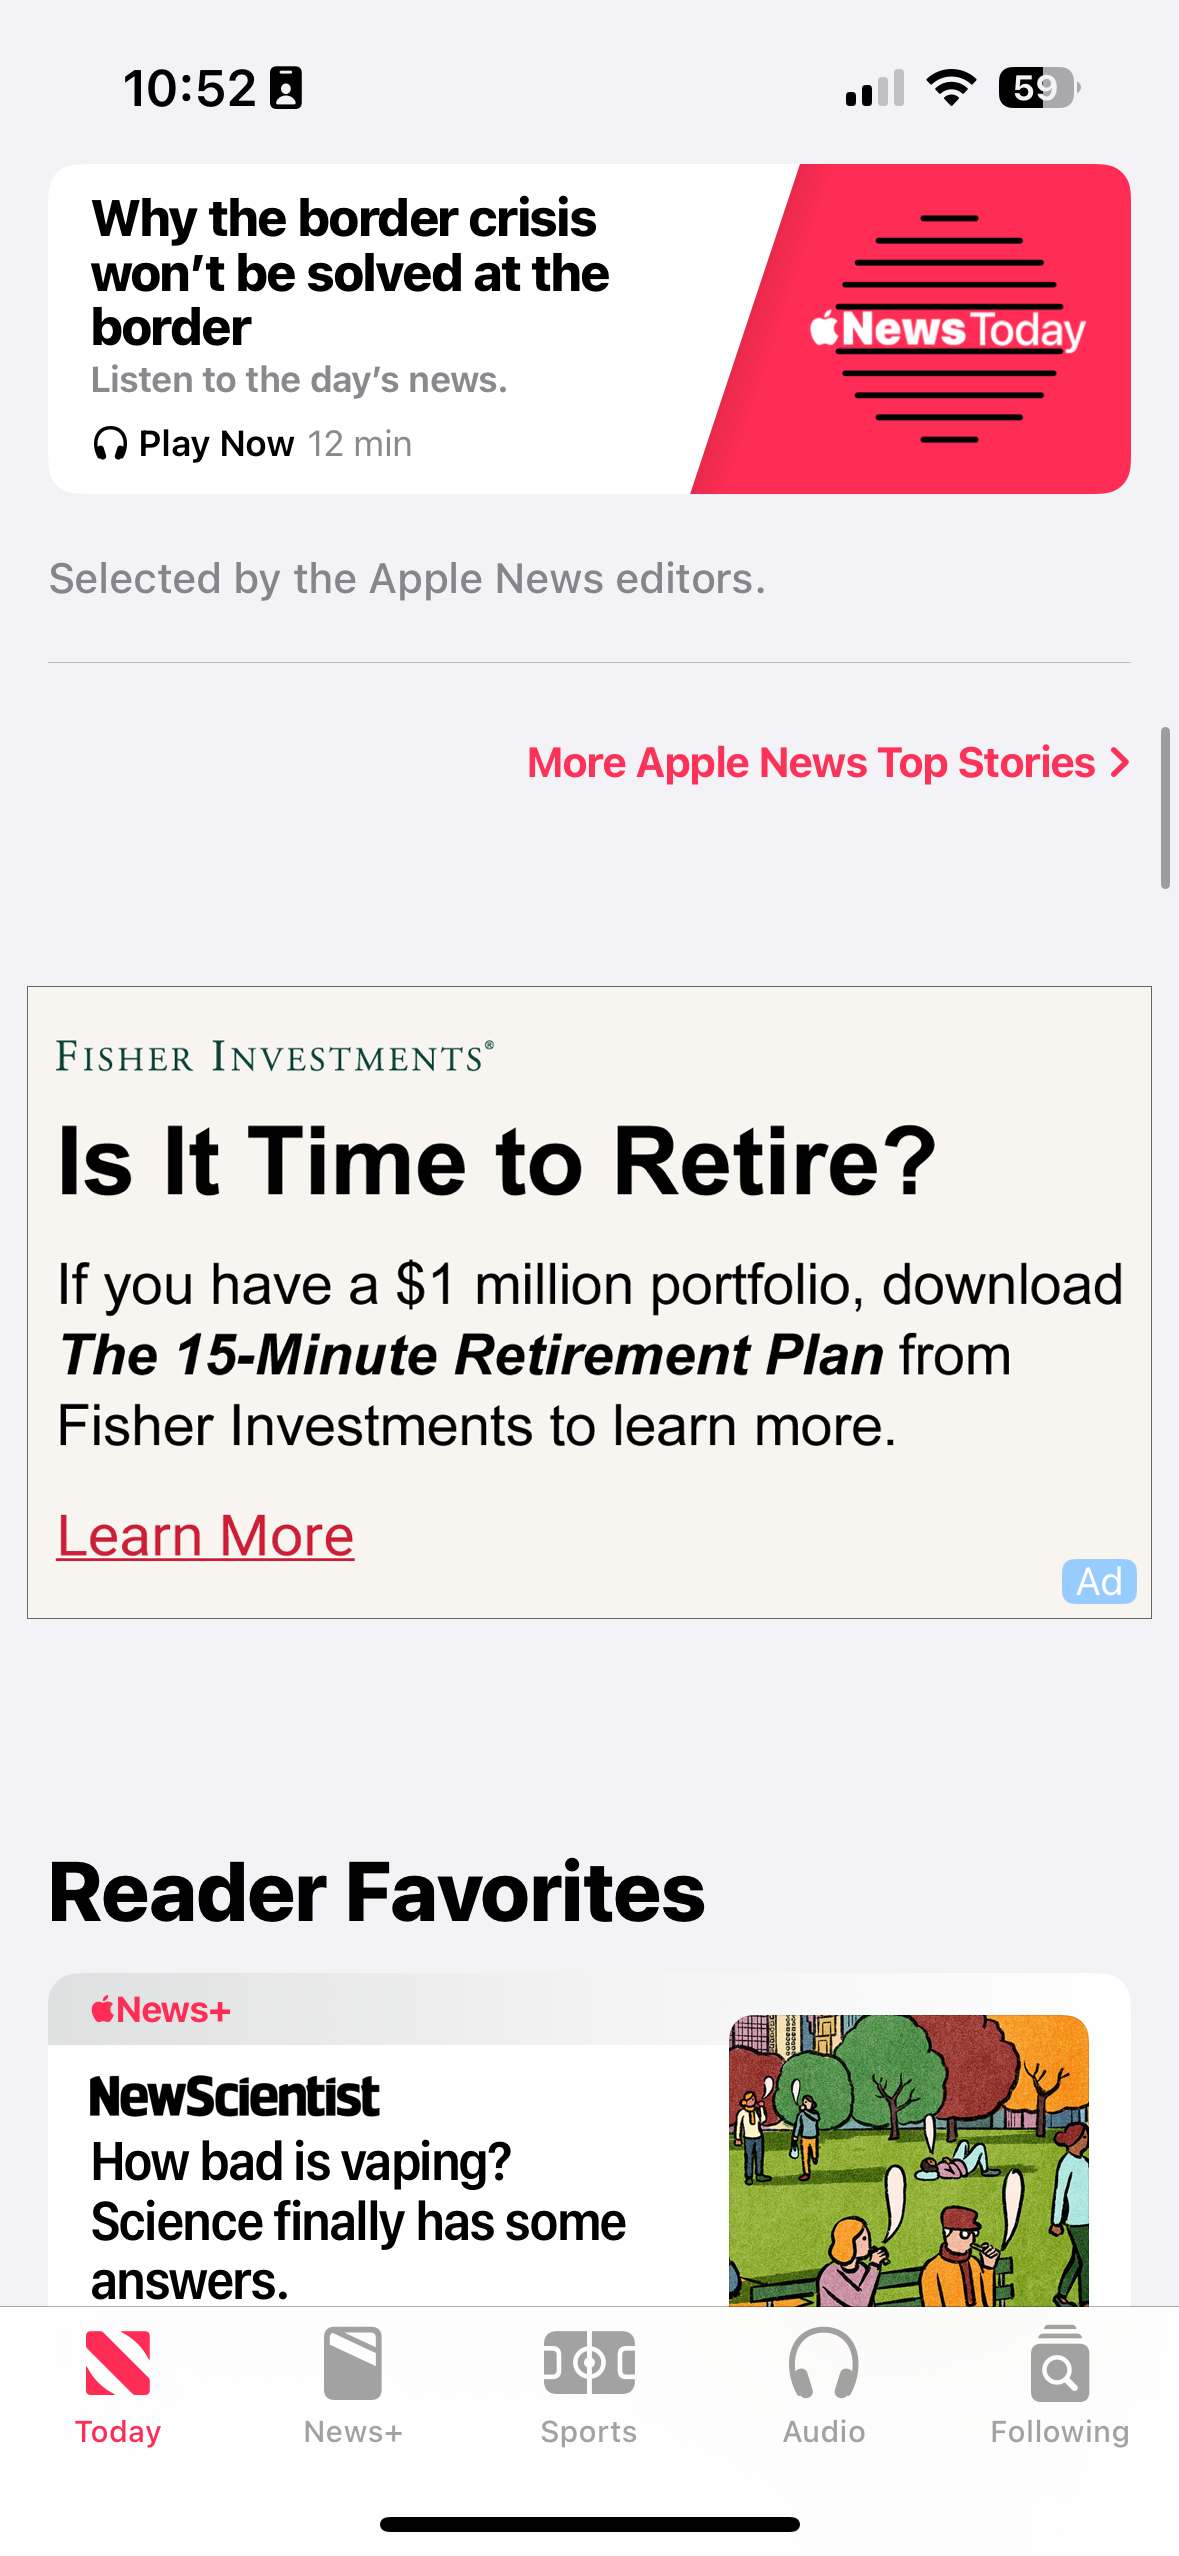 10:52
59
Why the border crisis
won’t be solved at the
border
Listen to the day’s news.
Play Now 12 min
News Today
Selected by the Apple News editors.
More Apple News Top Stories
FISHER INVESTMENTS®
Is It Time to Retire?
If you have a $1 million portfolio, download
The 15-Minute Retirement Plan from
Fisher Investments to learn more.
Learn More
Ad
Reader Favorites
News+
NewScientist
How bad is vaping?
Science finally has some
answers.
Today
News+
Sports
Audio
Following